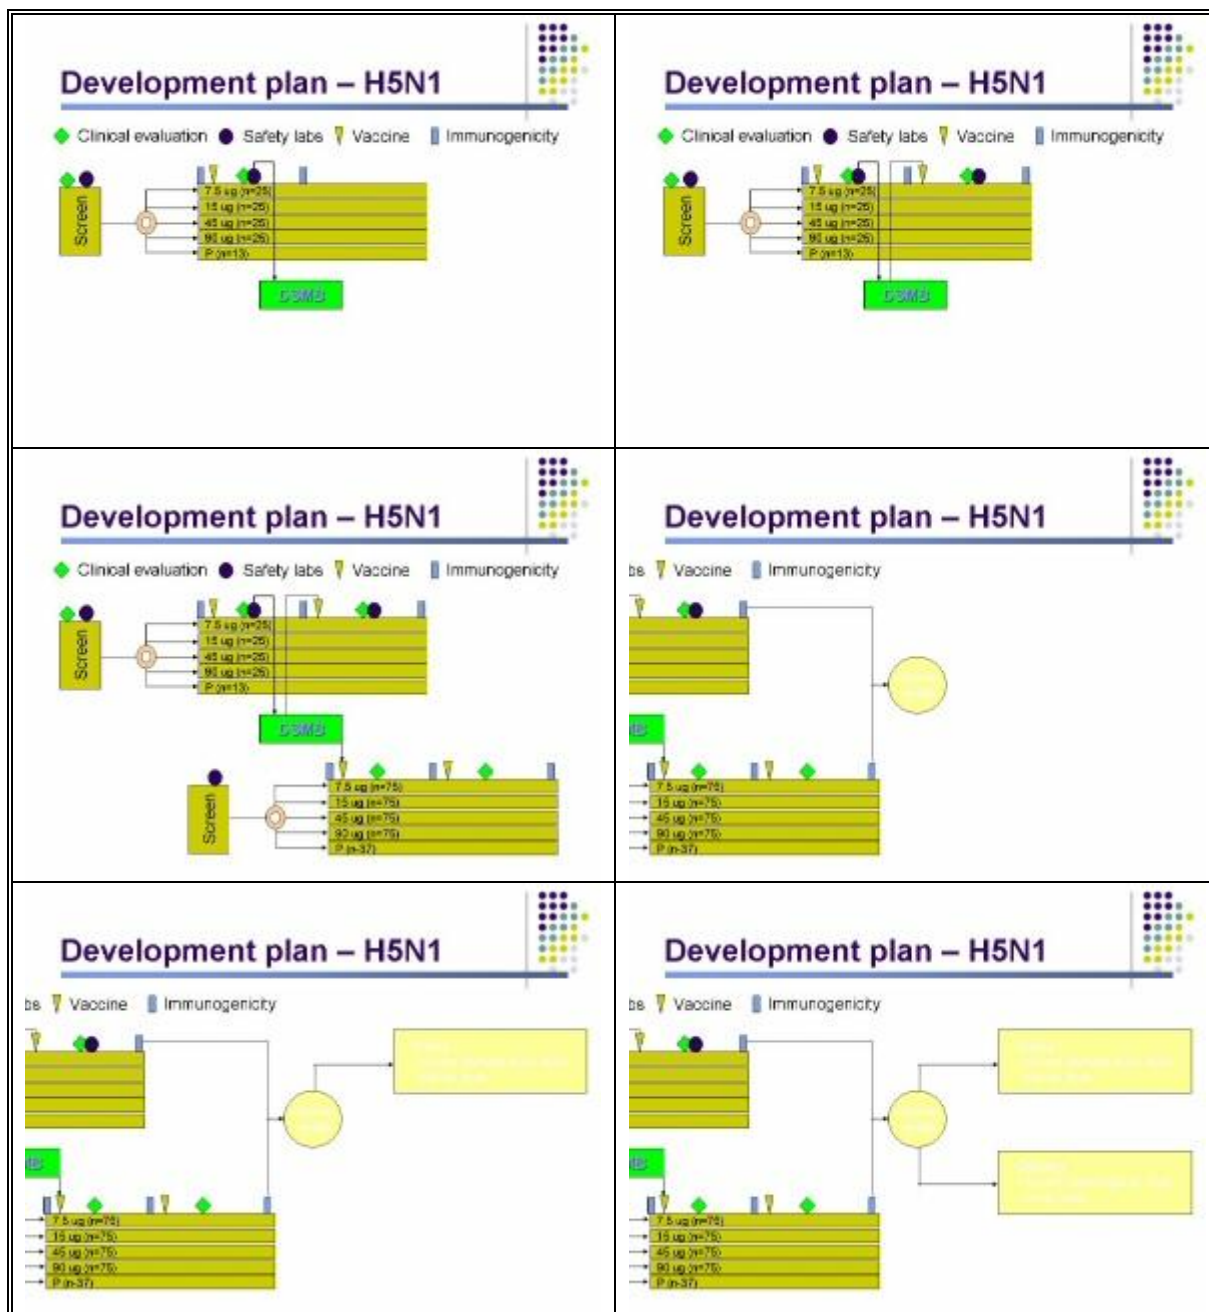 Development plan – H5N1
Clinical evaluation Safety labs Vaccine Immunogenicity
Screen
7.5 ug (n=25)
15 ug (n=25)
45 ug (n=25)
90 ug (n=25)
P (n=13)
DSMB
Development plan – H5N1
Clinical evaluation Safety labs Vaccine Immunogenicity
Screen
7.5 ug (n=25)
15 ug (n=25)
45 ug (n=25)
90 ug (n=25)
P (n=13)
DSMB
Development plan – H5N1
Clinical evaluation Safety labs Vaccine Immunogenicity
Screen
7.5 ug (n=25)
15 ug (n=25)
45 ug (n=25)
90 ug (n=25)
P (n=13)
DSMB
Screen
7.5 ug (n=75)
15 ug (n=75)
45 ug (n=75)
90 ug (n=75)
P (n-37)
Development plan – H5N1
bs Vaccine Immunogenicity
MB
7.5 ug (n=75)
15 ug (n=75)
45 ug (n=75)
90 ug (n=75)
P (n-37)
Development plan – H5N1
bs Vaccine Immunogenicity
MB
7.5 ug (n=75)
15 ug (n=75)
45 ug (n=75)
90 ug (n=75)
P (n-37)
Development plan – H5N1
bs Vaccine Immunogenicity
MB
7.5 ug (n=75)
15 ug (n=75)
45 ug (n=75)
90 ug (n=75)
P (n-37)